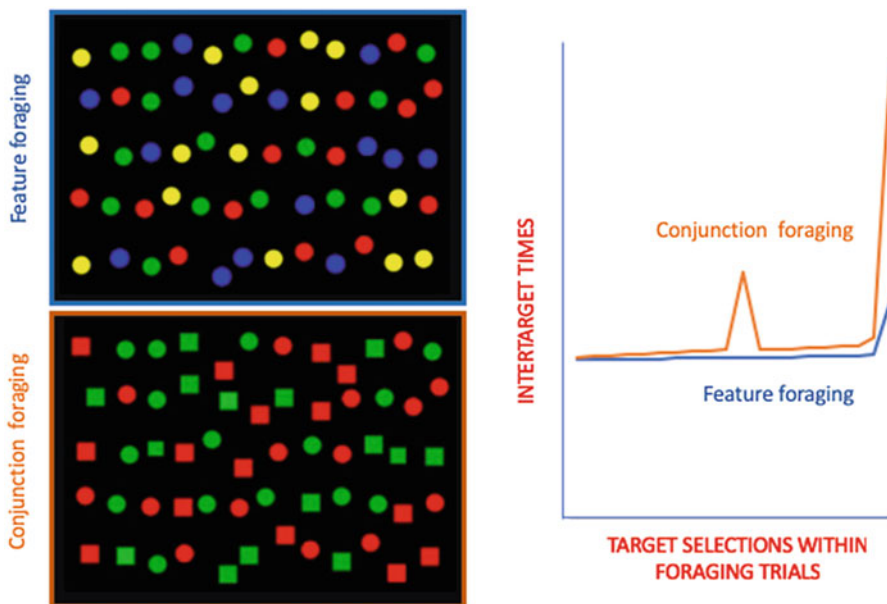 Feature foraging
Conjunction foraging
INTERTARGET TIMES
Conjunction foraging
Feature foraging
TARGET SELECTIONS WITHIN
FORAGING TRIALS